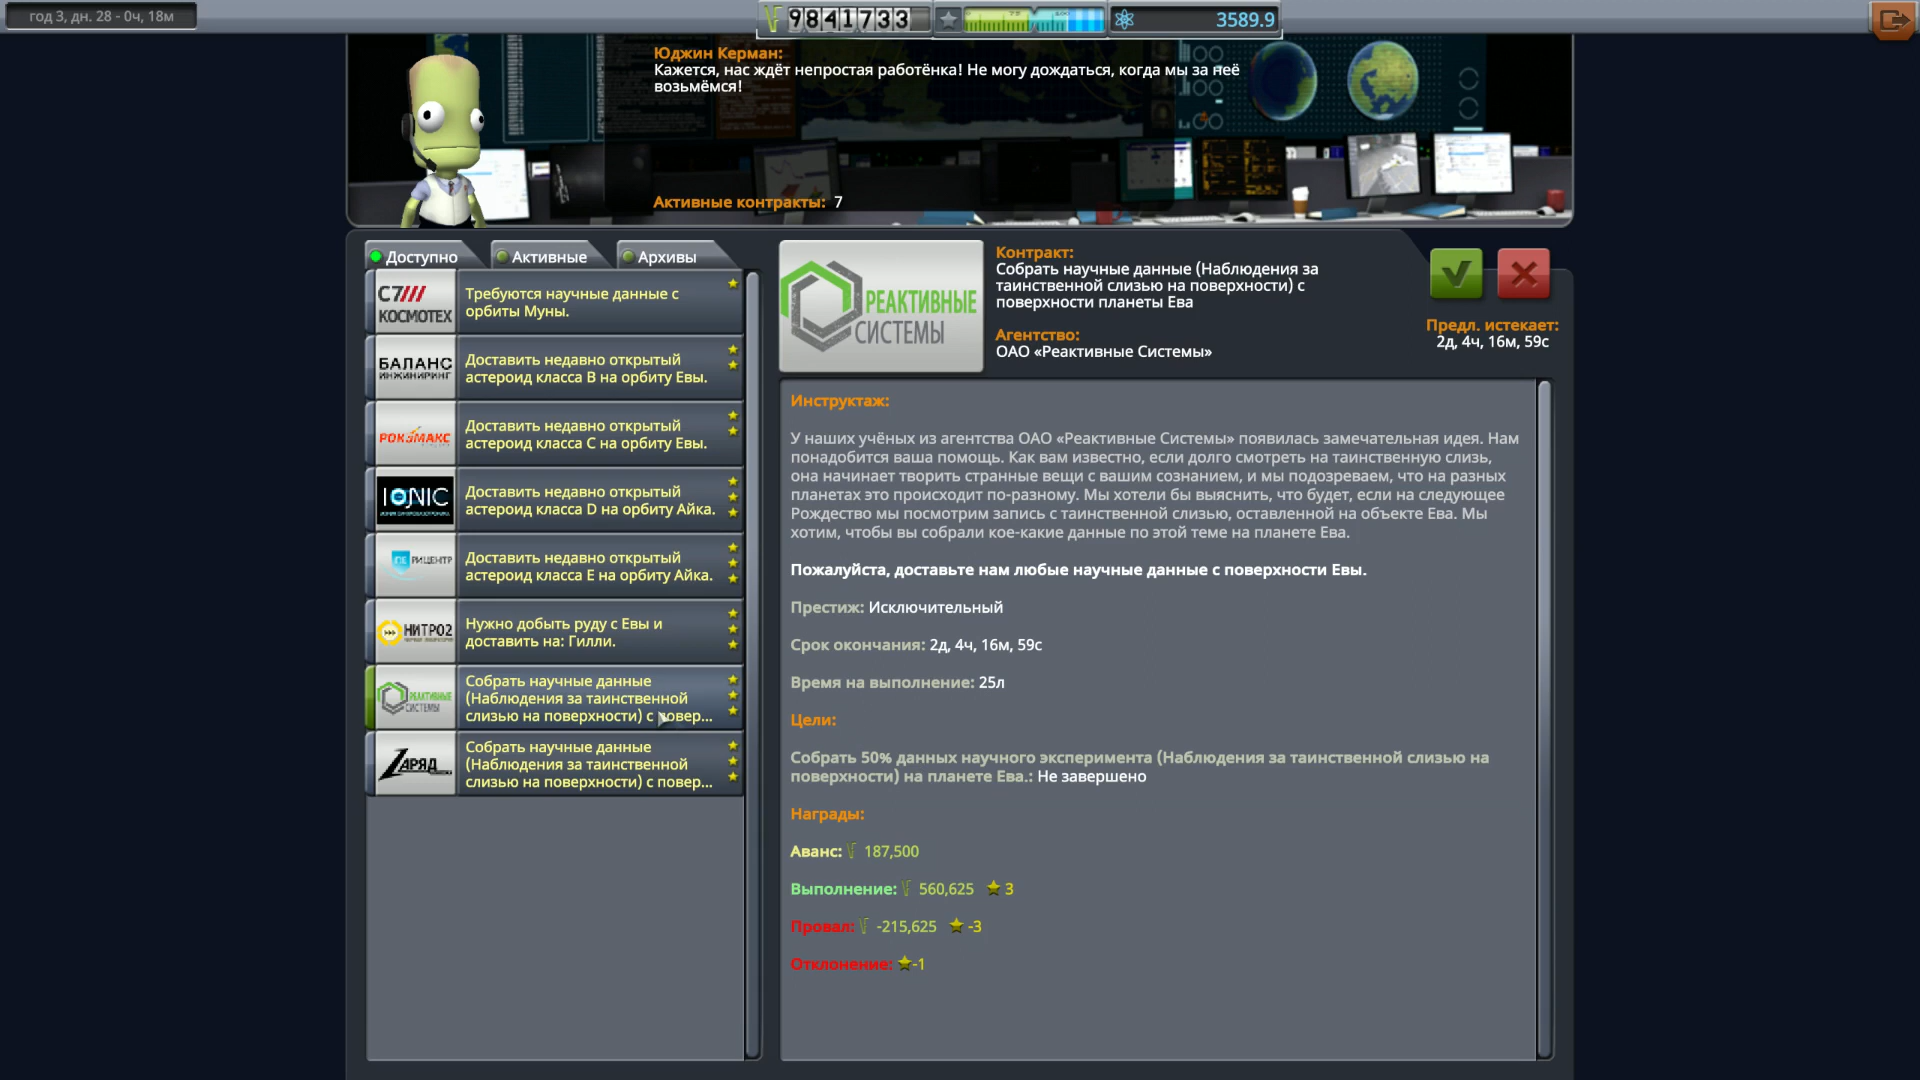 год 3, дн. 28 - 0ч, 18м
9841733
75
100
3589.9
Юджин Керман:
Кажется, нас ждёт непростая работёнка! Не могу дождаться, когда мы за неё
возьмёмся!
Активные контракты: 7
Доступно
Активные
Архивы
С7///
КОСМОТЕХ
Требуются научные данные с
орбиты Муны.
БАЛАНС
ИНЖИНИРИНГ
Доставить недавно открытый
астероид класса B на орбиту Евы.
РОКОМАКС
Доставить недавно открытый
астероид класса C на орбиту Евы.
IONIC
Доставить недавно открытый
астероид класса D на орбиту Айка.
РИЦЕНТР
Доставить недавно открытый
астероид класса E на орбиту Айка.
НИТРО2
Нужно добыть руду с Евы и
доставить на: Гилли.
РЕАКТИВНЫЕ
СИСТЕМЫ
Собрать научные данные
(Наблюдения за таинственной
слизью на поверхности) с повер...
ZАРЯД
Собрать научные данные
(Наблюдения за таинственной
слизью на поверхности) с повер...
РЕАКТИВНЫЕ
СИСТЕМЫ
Контракт:
Собрать научные данные (Наблюдения за
таинственной слизью на поверхности) с
поверхности планеты Ева
Агентство:
ОАО «Реактивные Системы»
Предл. истекает:
2д, 4ч, 16м, 59с
Инструктаж:
У наших учёных из агентства ОАО «Реактивные Системы» появилась замечательная идея. Нам
понадобится ваша помощь. Как вам известно, если долго смотреть на таинственную слизь,
она начинает творить странные вещи с вашим сознанием, и мы подозреваем, что на разных
планетах это происходит по-разному. Мы хотели бы выяснить, что будет, если на следующее
Рождество мы посмотрим запись с таинственной слизью, оставленной на объекте Ева. Мы
хотим, чтобы вы собрали кое-какие данные по этой теме на планете Ева.
Пожалуйста, доставьте нам любые научные данные с поверхности Евы.
Престиж: Исключительный
Срок окончания: 2д, 4ч, 16м, 59с
Время на выполнение: 25л
Цели:
Собрать 50% данных научного эксперимента (Наблюдения за таинственной слизью на
поверхности) на планете Ева.: Не завершено
Награды:
Аванс: 187,500
Выполнение: 560,625 3
Провал: -215,625 -3
Отклонение: -1